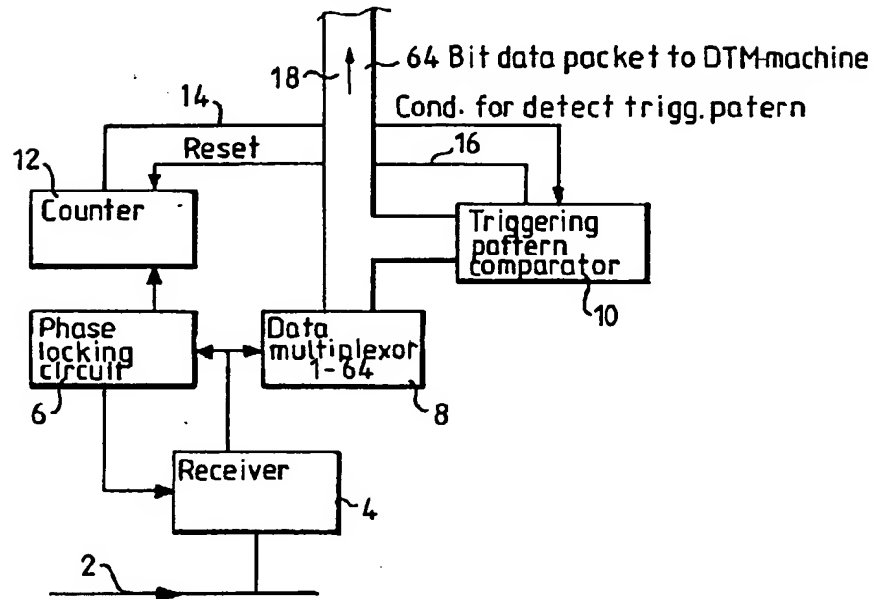 18
64 Bit data packet to DTM-machine
14
Cond. for detect trigg. patern
Reset
16
12
Counter
Triggering
pattern
comparator
10
Phase
locking
circuit
6
Data
multiplexor
1-64
8
Receiver
4
2